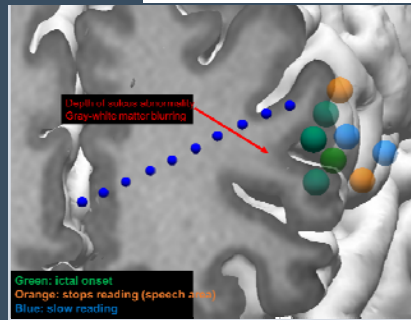 Depth of sulcus abnormality
Gray-white matter blurring
Green: ictal onset
Orange: stops reading (speech area)
Blue: slow reading